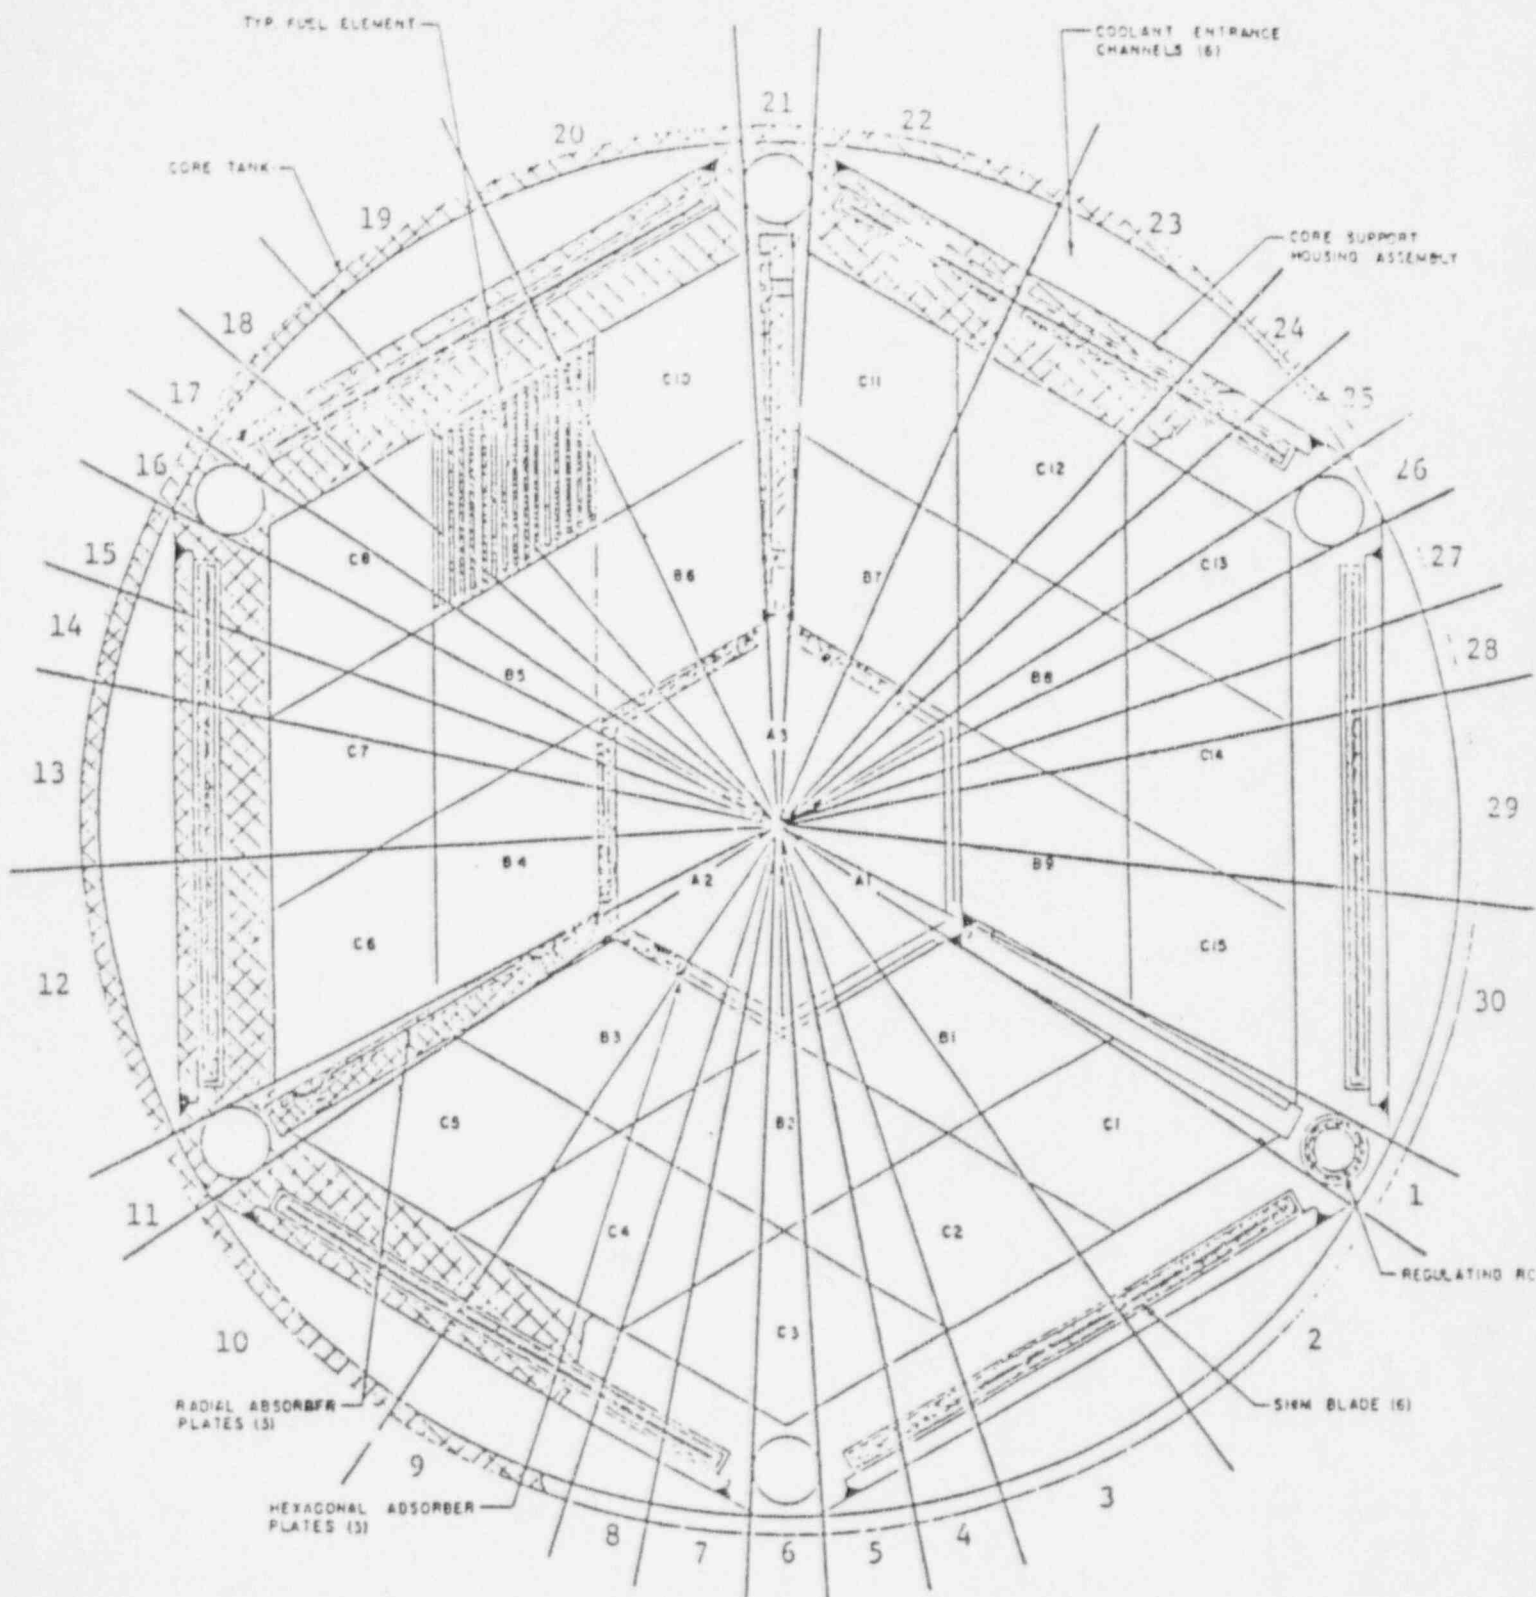 TYP. FUEL ELEMENT
COOLANT ENTRANCE
CHANNELS (6)
21
22
20
CORE TANK
19
23
CORE SUPPORT
HOUSING ASSEMBLY
18
24
17
C10
C11
25
16
C12
26
15
C8
C13
27
B6
B7
14
28
B5
B8
A3
13
C7
C14
29
B4
A2
A1
B9
12
C6
C15
30
B3
B1
C5
B2
C1
11
1
C4
C2
REGULATING
10
C3
2
RADIAL ABSORBER
PLATES (3)
SHIM BLADE (6)
9
3
HEXAGONAL ABSORBER
PLATES (3)
8
7
6
5
4